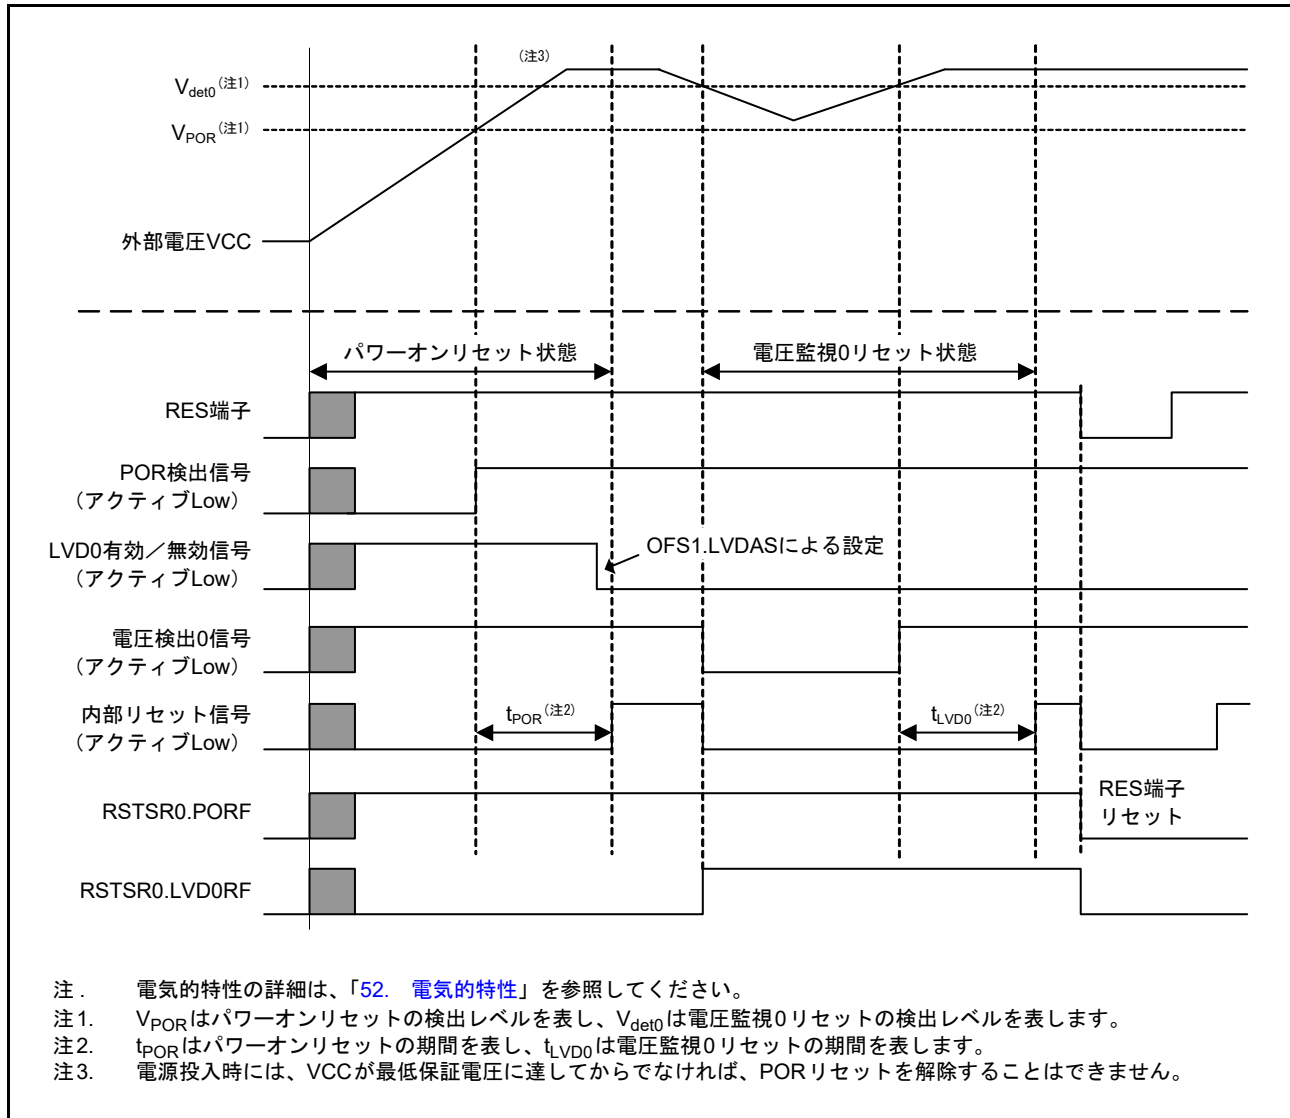 (注3)
Vdet0(注1)
VPOR(注1)
外部電圧VCC
パワーオンリセット状態
電圧監視0リセット状態
RES端子
POR検出信号
(アクティブLow)
LVD0有効/無効信号
(アクティブLow)
OFS1.LVDASによる設定
電圧検出0信号
(アクティブLow)
内部リセット信号
(アクティブLow)
tPOR(注2)
tLVD0(注2)
RSTSR0.PORF
RES端子
リセット
RSTSR0.LVD0RF
注. 電気的特性の詳細は、「52. 電気的特性」を参照してください。
注1. VPORはパワーオンリセットの検出レベルを表し、Vdet0は電圧監視0リセットの検出レベルを表します。
注2. tPORはパワーオンリセットの期間を表し、tLVD0は電圧監視0リセットの期間を表します。
注3. 電源投入時には、VCCが最低保証電圧に達してからでなければ、PORリセットを解除することはできません。